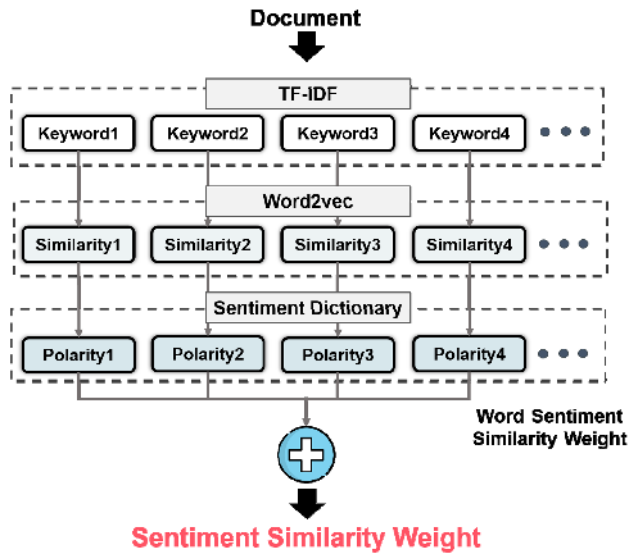 Document
TF-IDF
Keyword1 Keyword2 Keyword3 Keyword4
Word2vec
Similarity1 Similarity2 Similarity3 Similarity4
Sentiment Dictionary
Polarity1 Polarity2 Polarity3 Polarity4
Word Sentiment
Similarity Weight
Sentiment Similarity Weight